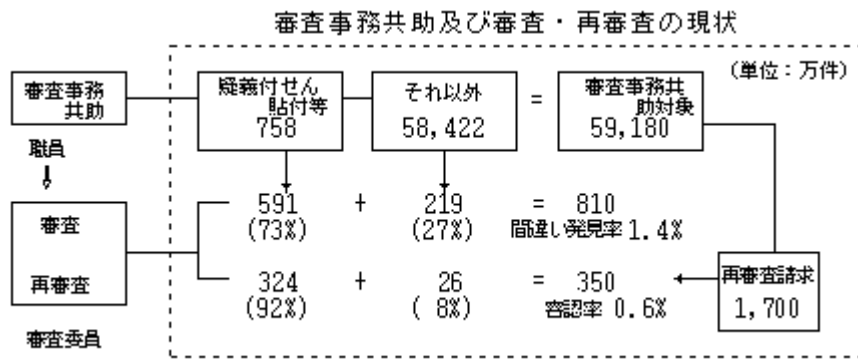 審査事務共助及び審査・再審査の現状
(単位:万件)
審査事務
共助
疑義付せん
貼付等
758
それ以外
58,422
=
審査事務共
助対象
59,180
職員
審査
再審査
審査委員
591 + 219 = 810
(73%) (27%) 間違い発見率 1.4%
324 + 26 = 350
(92%) ( 8%) 容認率 0.6%
再審査請求
1,700